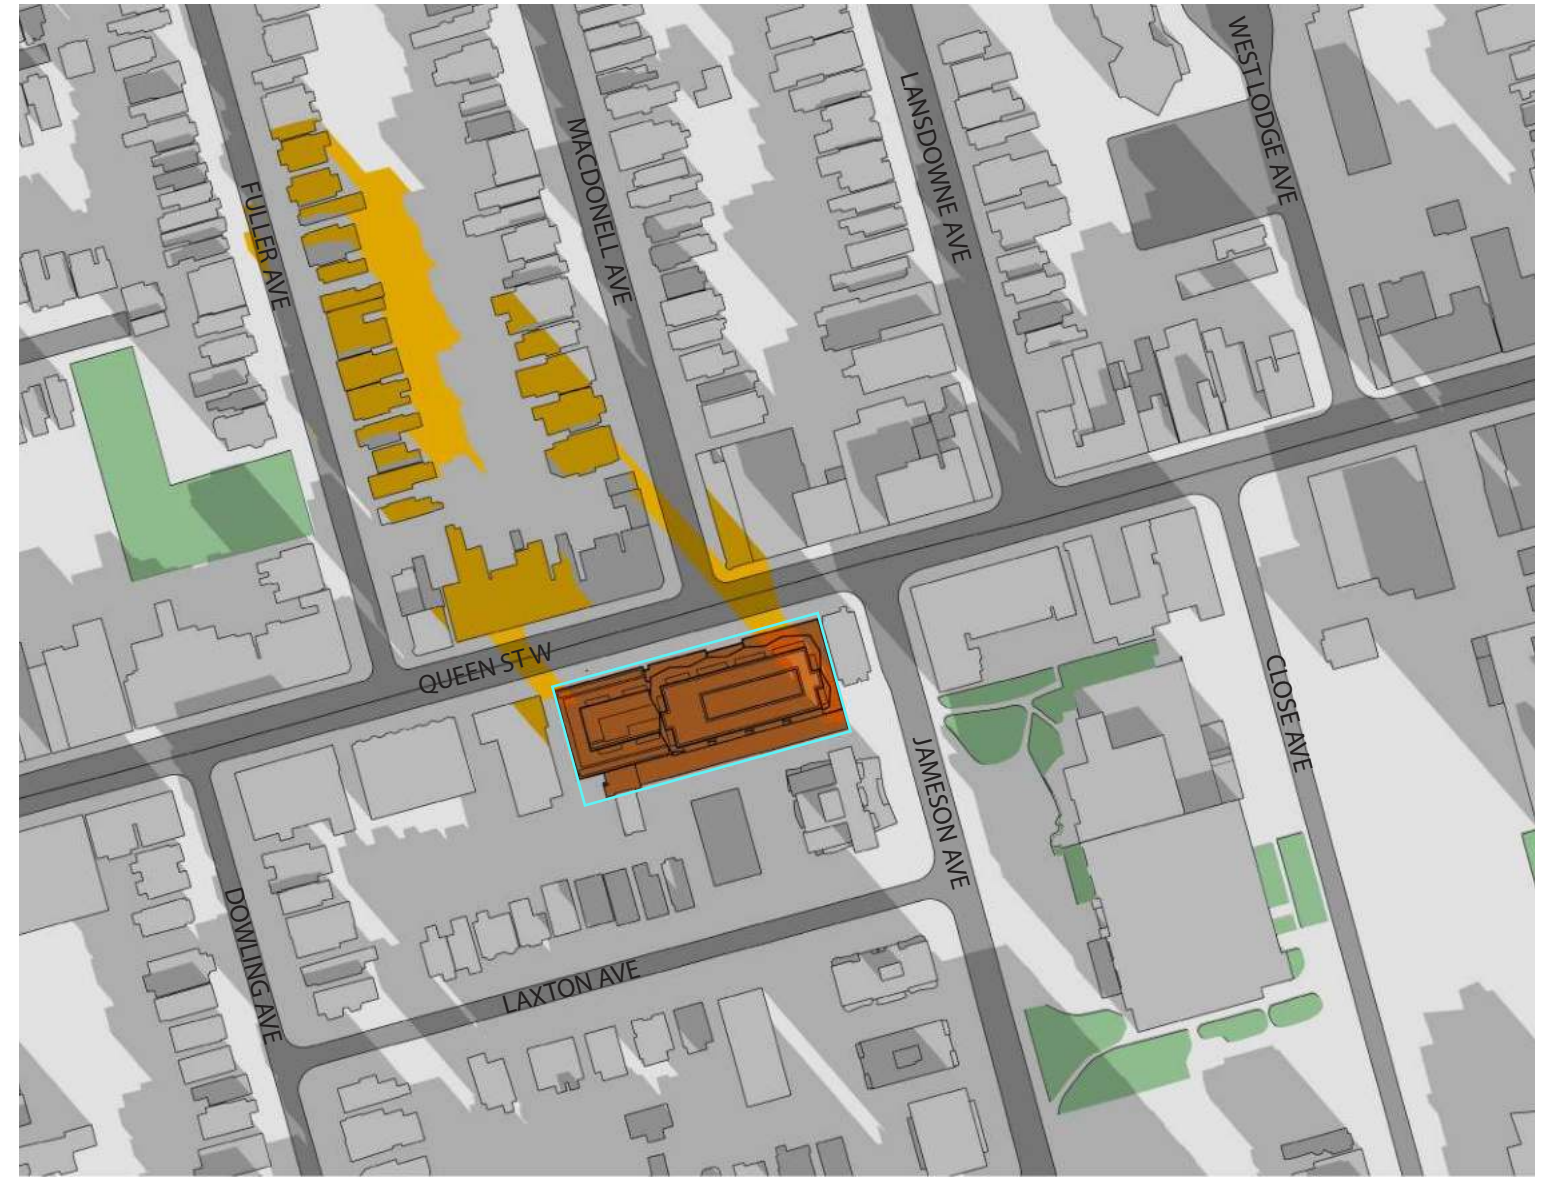 WEST LODGE AVE
LANSDOWNE AVE
MACDONELL AVE
FULLER AVE
QUEEN ST W
CLOSE AVE
JAMESON AVE
DOWLING AVE
LAXTON AVE